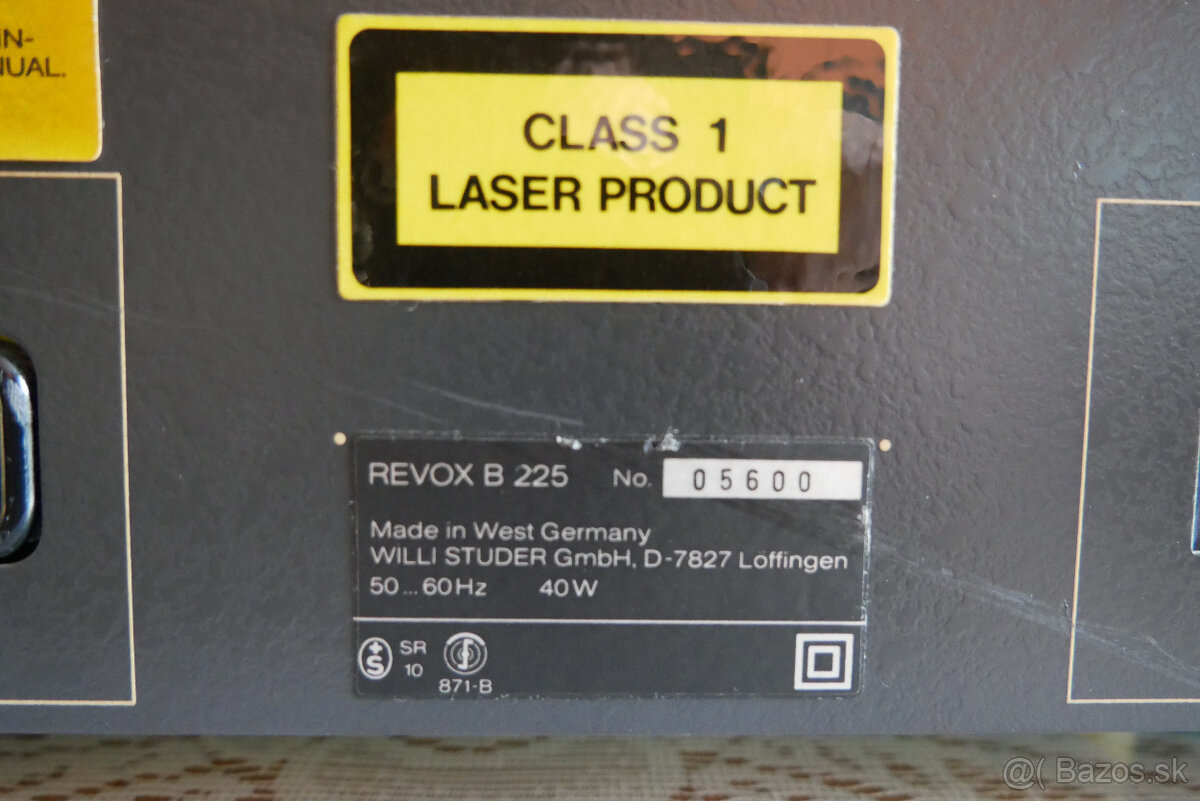 IN-
NUAL.
CLASS 1
LASER PRODUCT
REVOX B 225 No. 05600
Made in West Germany
WILLI STUDER GmbH, D-7827 Löffingen
50...60Hz 40W
+S SR 10 871-B
@( Bazos.sk